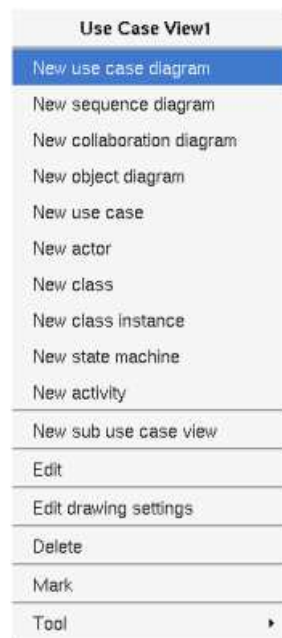 Use Case View1
New use case diagram
New sequence diagram
New collaboration diagram
New object diagram
New use case
New actor
New class
New class instance
New state machine
New activity
New sub use case view
Edit
Edit drawing settings
Delete
Mark
Tool